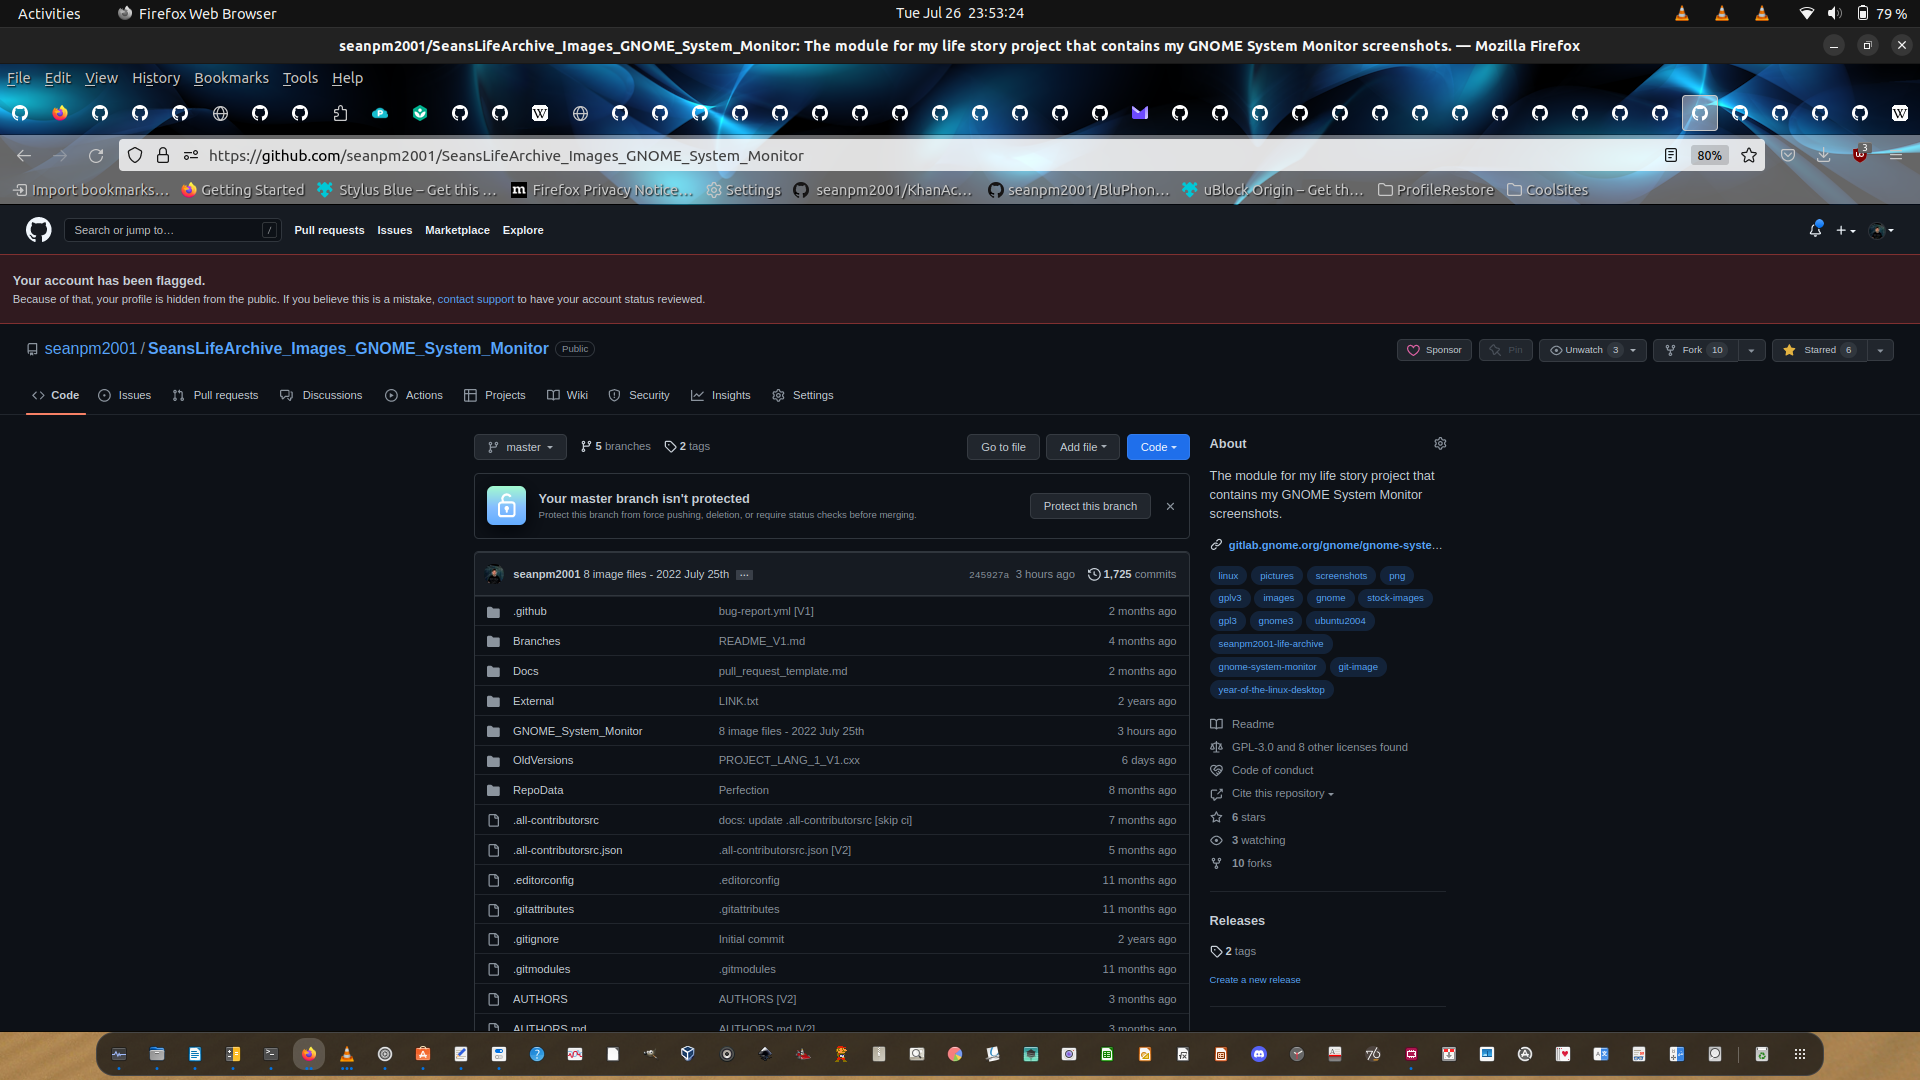 Activities Firefox Web Browser Tue Jul 26 23:53:24 79 %
seanpm2001/SeansLifeArchive_Images_GNOME_System_Monitor: The module for my life story project that contains my GNOME System Monitor screenshots. — Mozilla Firefox
File Edit View History Bookmarks Tools Help
https://github.com/seanpm2001/SeansLifeArchive_Images_GNOME_System_Monitor 80% 3
Import bookmarks… Getting Started Stylus Blue – Get this … Firefox Privacy Notice… Settings seanpm2001/KhanAc… seanpm2001/BluPhon… uBlock Origin – Get th… ProfileRestore CoolSites
Search or jump to… / Pull requests Issues Marketplace Explore
Your account has been flagged.
Because of that, your profile is hidden from the public. If you believe this is a mistake, contact support to have your account status reviewed.
seanpm2001 / SeansLifeArchive_Images_GNOME_System_Monitor Public Sponsor Pin Unwatch 3 Fork 10 Starred 6
Code Issues Pull requests Discussions Actions Projects Wiki Security Insights Settings
master 5 branches 2 tags Go to file Add file Code
Your master branch isn't protected
Protect this branch from force pushing, deletion, or require status checks before merging.
Protect this branch
seanpm2001 8 image files - 2022 July 25th … 245927a 3 hours ago 1,725 commits
.github bug-report.yml [V1] 2 months ago
Branches README_V1.md 4 months ago
Docs pull_request_template.md 2 months ago
External LINK.txt 2 years ago
GNOME_System_Monitor 8 image files - 2022 July 25th 3 hours ago
OldVersions PROJECT_LANG_1_V1.cxx 6 days ago
RepoData Perfection 8 months ago
.all-contributorsrc docs: update .all-contributorsrc [skip ci] 7 months ago
.all-contributorsrc.json .all-contributorsrc.json [V2] 5 months ago
.editorconfig .editorconfig 11 months ago
.gitattributes .gitattributes 11 months ago
.gitignore Initial commit 2 years ago
.gitmodules .gitmodules 11 months ago
AUTHORS AUTHORS [V2] 3 months ago
AUTHORS.md AUTHORS.md [V2] 3 months ago
About
The module for my life story project that
contains my GNOME System Monitor
screenshots.
gitlab.gnome.org/gnome/gnome-syste…
linux pictures screenshots png
gplv3 images gnome stock-images
gpl3 gnome3 ubuntu2004
seanpm2001-life-archive
gnome-system-monitor git-image
year-of-the-linux-desktop
Readme
GPL-3.0 and 8 other licenses found
Code of conduct
Cite this repository
6 stars
3 watching
10 forks
Releases
2 tags
Create a new release